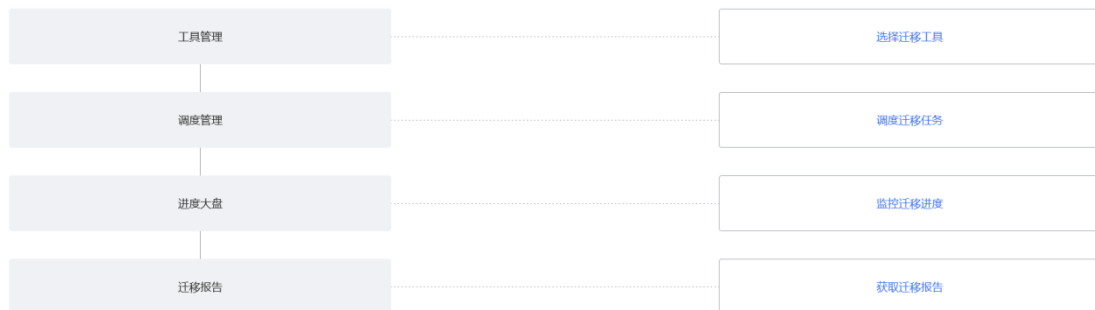 工具管理
选择迁移工具
调度管理
调度迁移任务
进度大盘
监控迁移进度
迁移报告
获取迁移报告